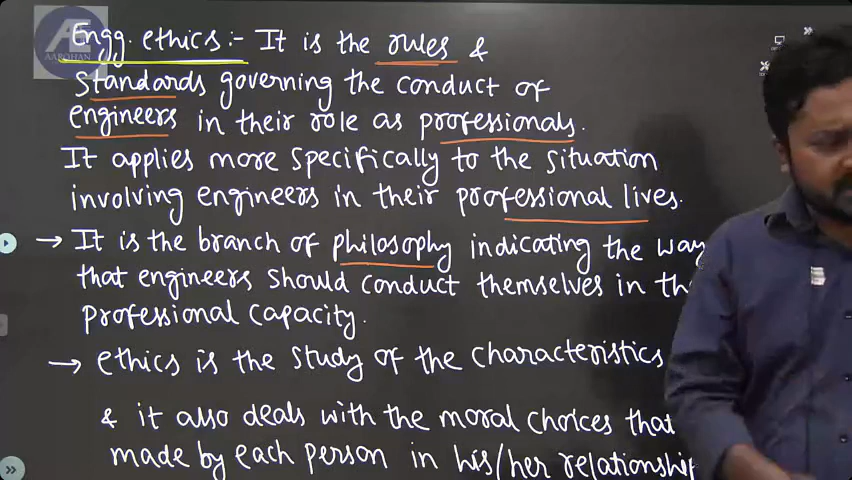 AE
AAROHAN
Engg. ethics :- It is the rules &
standards governing the conduct of
engineers in their role as professionals.
It applies more specifically to the situation
involving engineers in their professional lives.
→ It is the branch of philosophy indicating the way
that engineers should conduct themselves in
professional capacity.
→ ethics is the study of the characteristics
& it also deals with the moral choices that
made by each person in his/her relationship